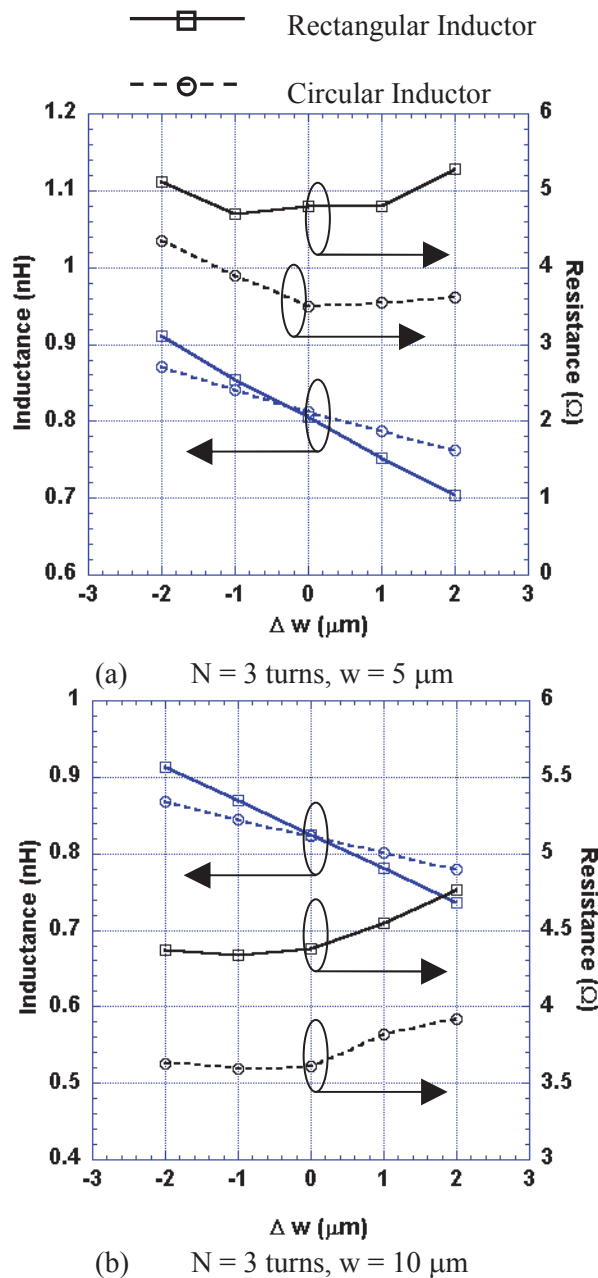 Rectangular Inductor
Circular Inductor
1.2
1.1
1
0.9
0.8
0.7
0.6
Inductance (nH)
6
5
4
3
2
1
0
Resistance (Ω)
-3 -2 -1 0 1 2 3
Δ w (μm)
(a) N = 3 turns, w = 5 μm
1
0.9
0.8
0.7
0.6
0.5
0.4
Inductance (nH)
6
5.5
5
4.5
4
3.5
3
Resistance (Ω)
-3 -2 -1 0 1 2 3
Δ w (μm)
(b) N = 3 turns, w = 10 μm